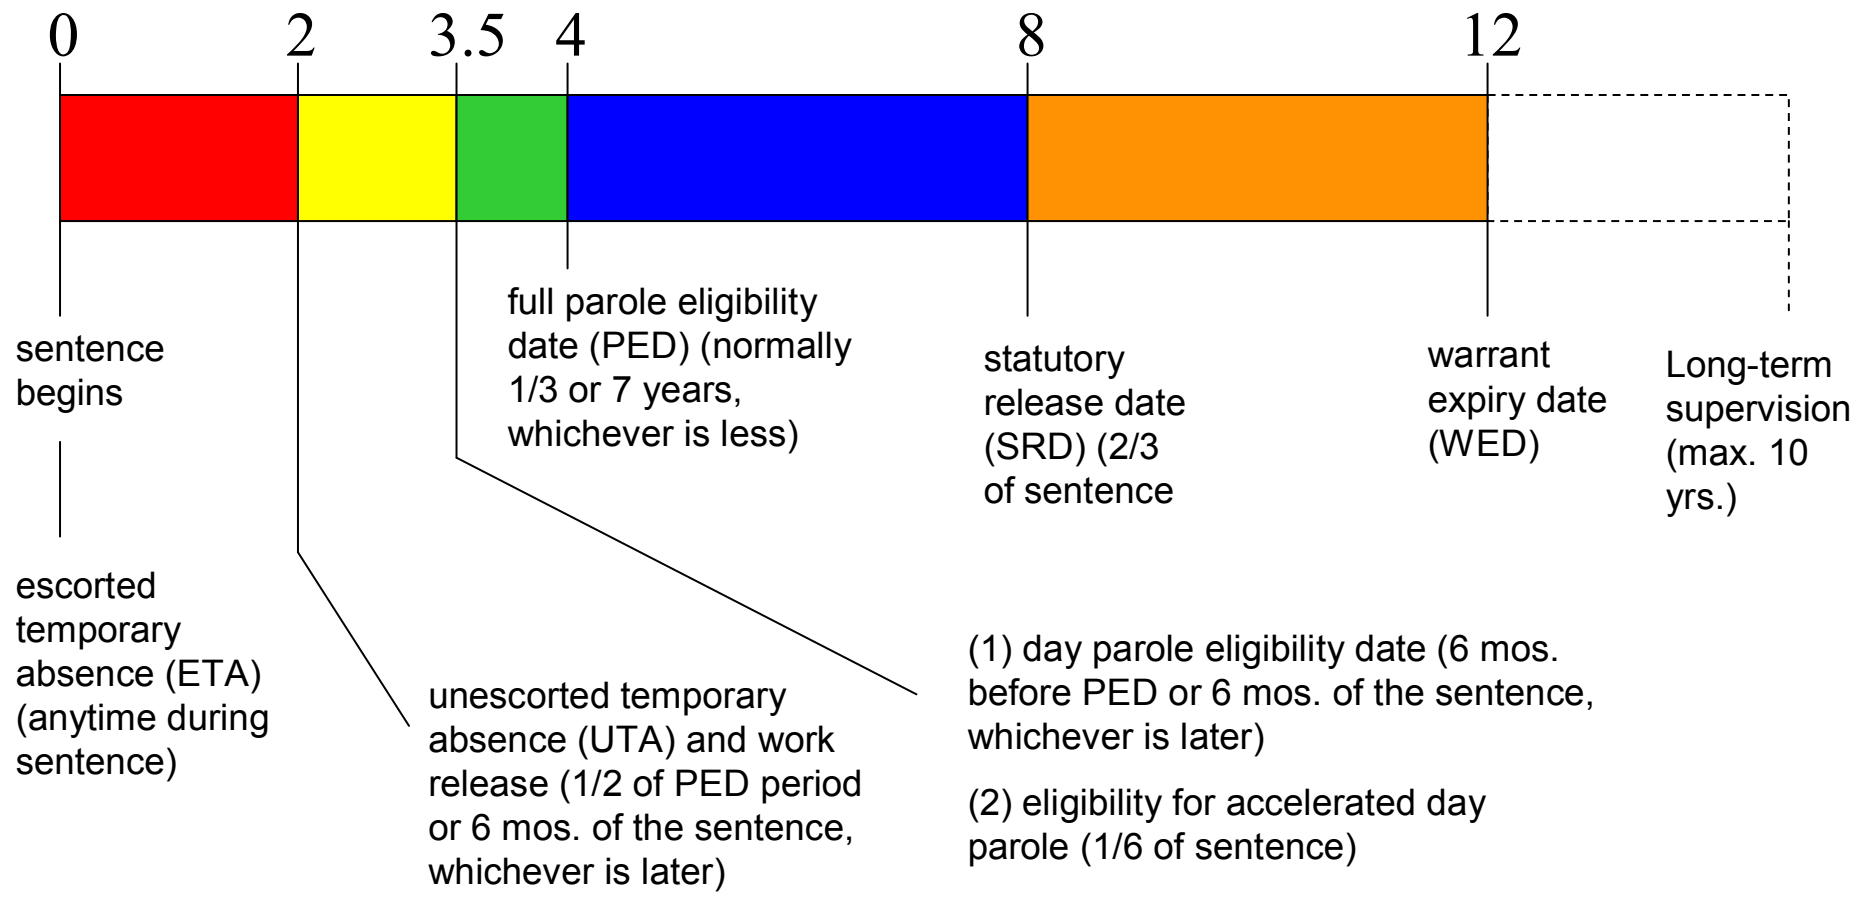 0
2
3.5
4
8
12
sentence
begins
escorted
temporary
absence (ETA)
(anytime during
sentence)
unescorted temporary
absence (UTA) and work
release (1/2 of PED period
or 6 mos. of the sentence,
whichever is later)
full parole eligibility
date (PED) (normally
1/3 or 7 years,
whichever is less)
(1) day parole eligibility date (6 mos.
before PED or 6 mos. of the sentence,
whichever is later)
(2) eligibility for accelerated day
parole (1/6 of sentence)
statutory
release date
(SRD) (2/3
of sentence
warrant
expiry date
(WED)
Long-term
supervision
(max. 10
yrs.)